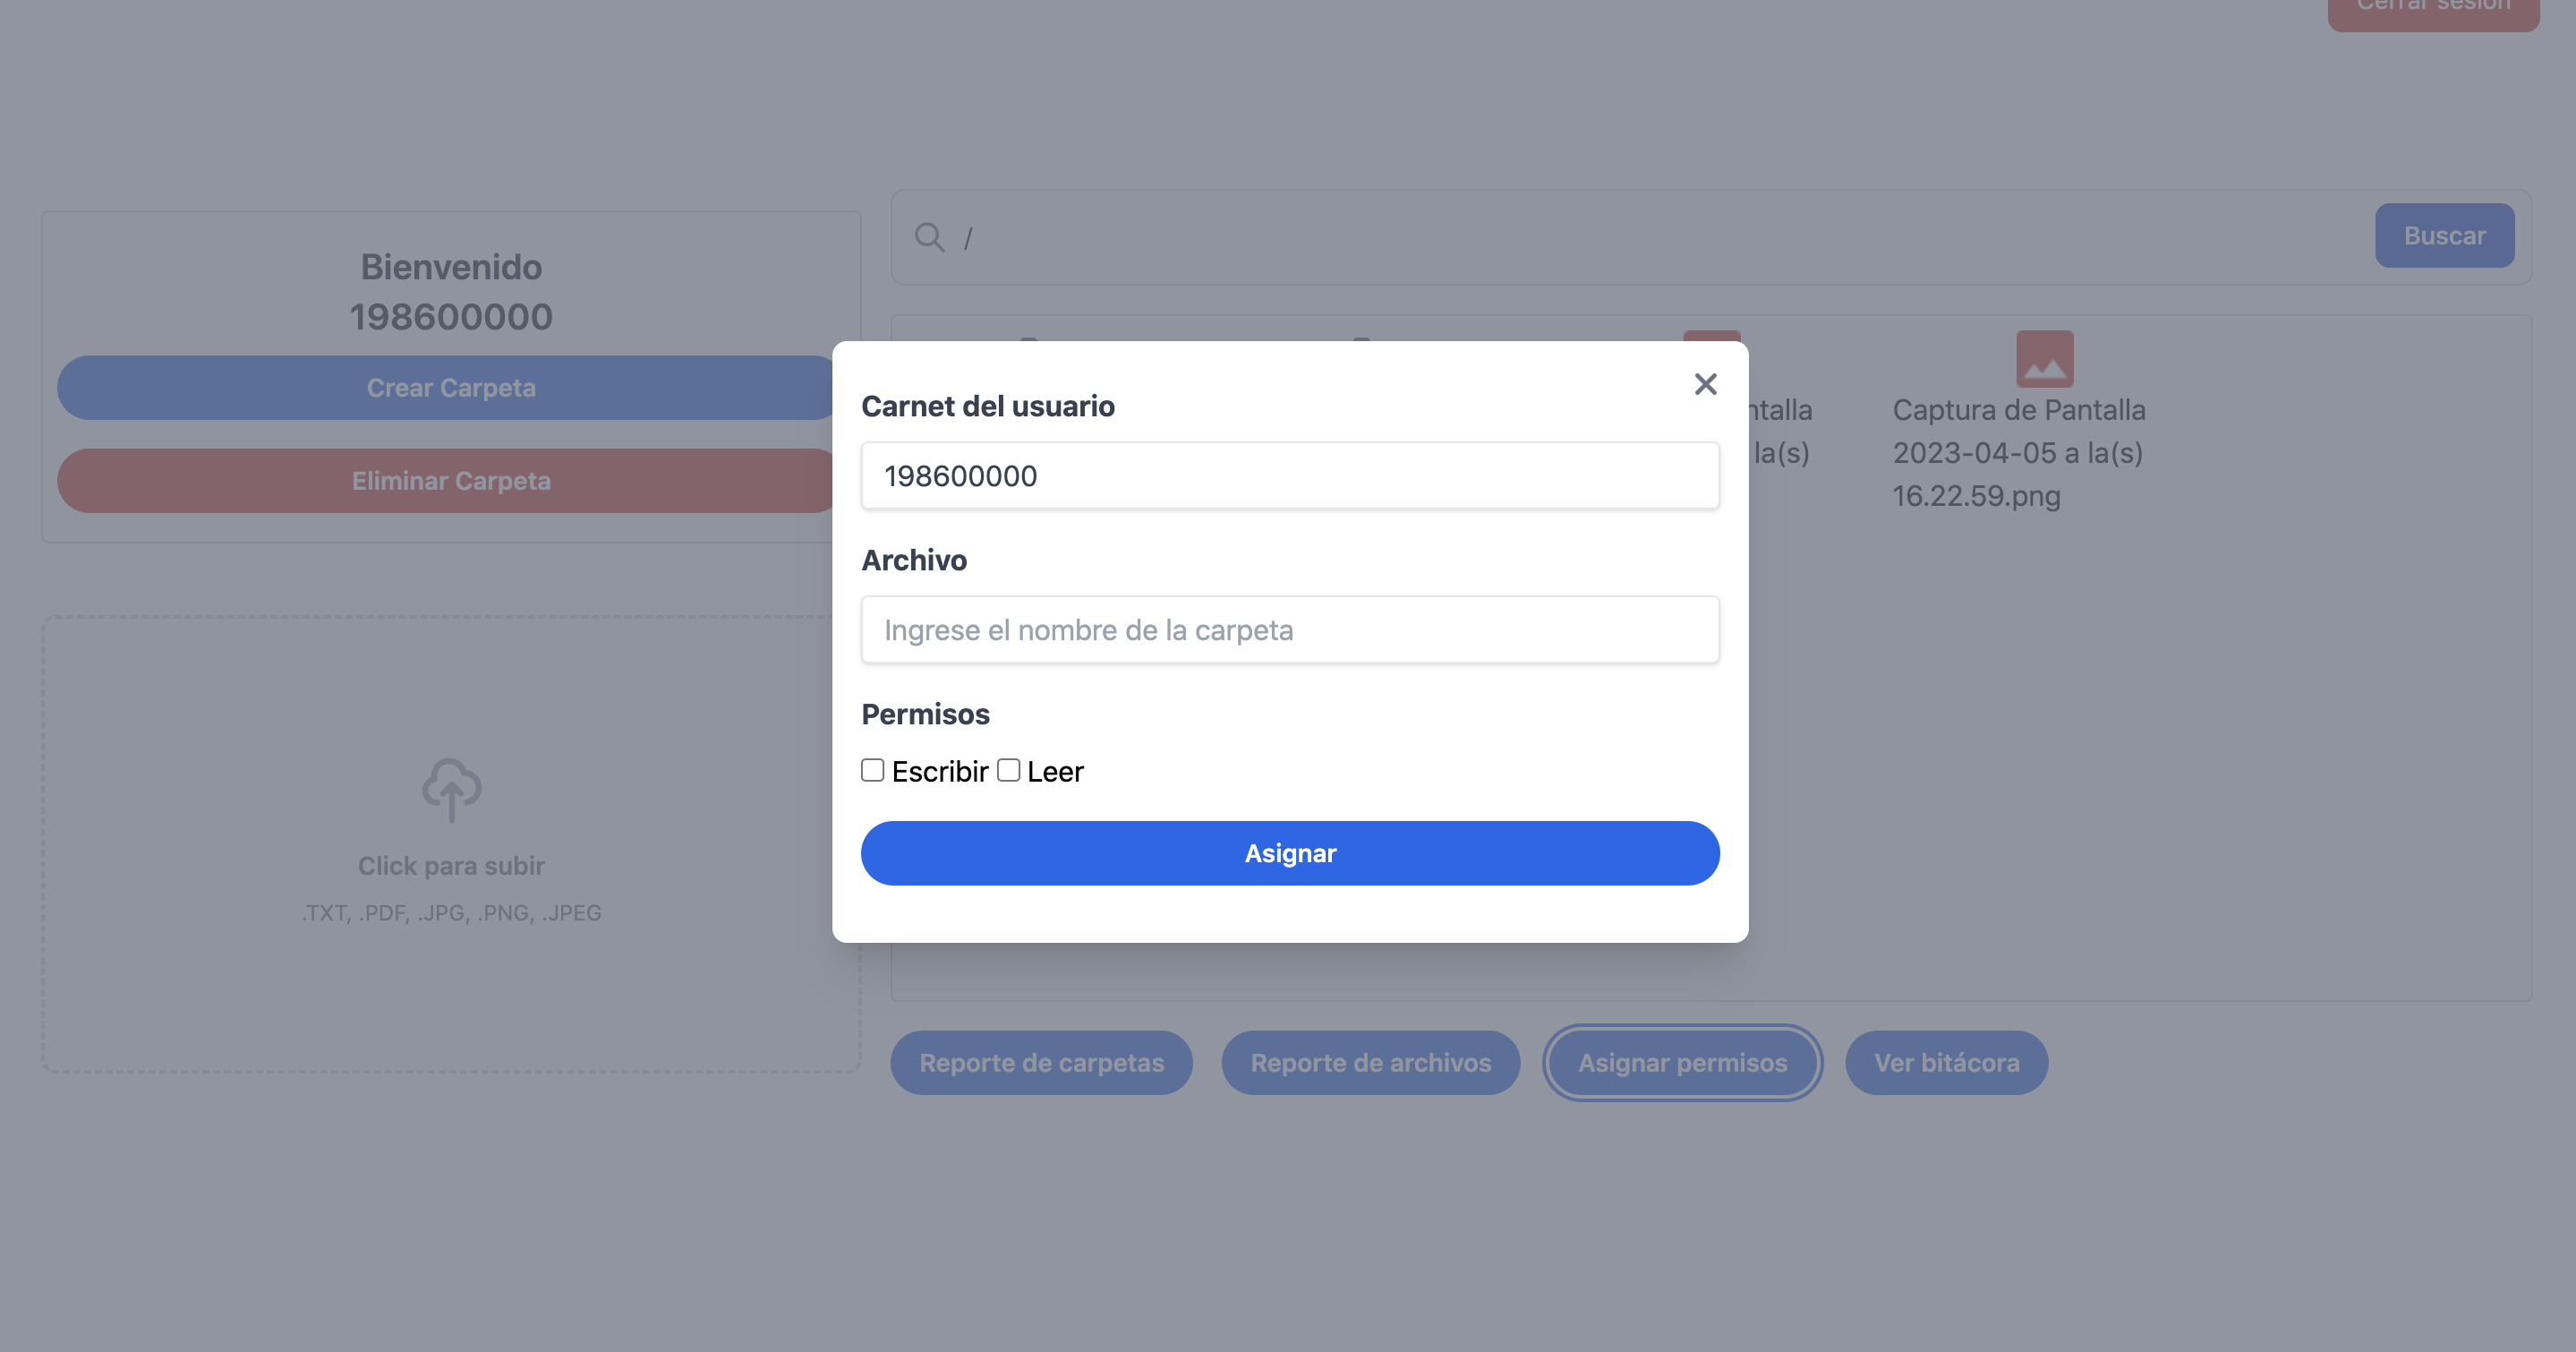 Cerrar sesión
/
Buscar
Bienvenido
198600000
Crear Carpeta
Eliminar Carpeta
Click para subir
.TXT, .PDF, .JPG, .PNG, .JPEG
la(s)
Captura de Pantalla
2023-04-05 a la(s)
16.22.59.png
Carnet del usuario
198600000
Archivo
Ingrese el nombre de la carpeta
Permisos
Escribir Leer
Asignar
Reporte de carpetas
Reporte de archivos
Asignar permisos
Ver bitácora